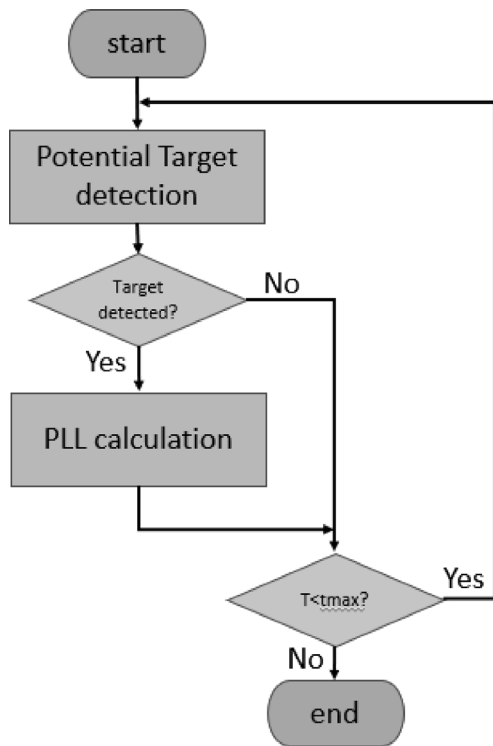 start
Potential Target
detection
Target
detected?
No
Yes
PLL calculation
T<tmax?
Yes
No
end